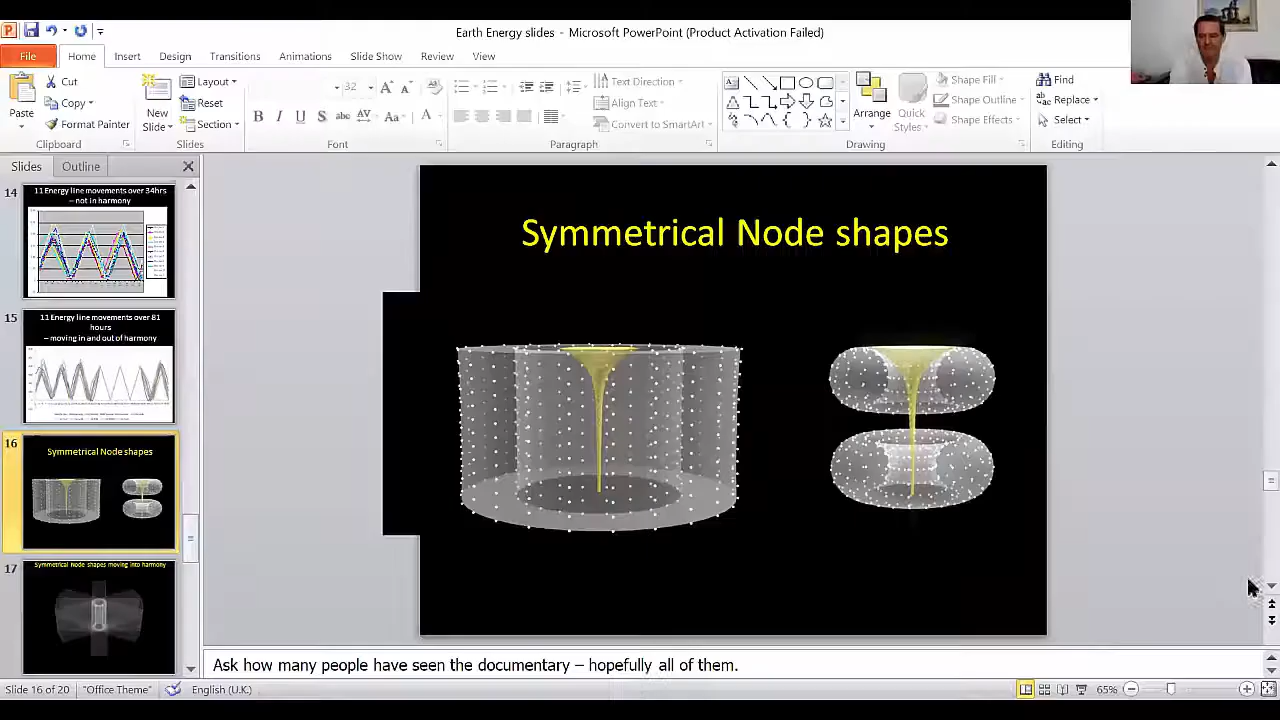 Earth Energy slides - Microsoft PowerPoint (Product Activation Failed)
File Home Insert Design Transitions Animations Slide Show Review View
Paste
Cut
Copy
Format Painter
Clipboard
New
Slide
Layout
Reset
Section
Slides
32
Font
Text Direction
Align Text
Convert to SmartArt
Paragraph
Arrange
Quick
Styles
Shape Fill
Shape Outline
Shape Effects
Drawing
Find
Replace
Select
Editing
Slides Outline
14
11 Energy line movements over 34hrs
– not in harmony
15
11 Energy line movements over 81
hours
– moving in and out of harmony
16
Symmetrical Node shapes
17
Symmetrical Node shapes moving into harmony
Symmetrical Node shapes
Ask how many people have seen the documentary – hopefully all of them.
Slide 16 of 20 "Office Theme" English (U.K.) 65%